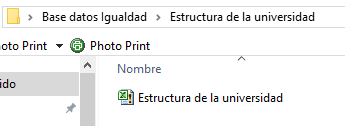 Base datos Igualdad > Estructura de la universidad
hoto Print Photo Print
Nombre
ido
Estructura de la universidad